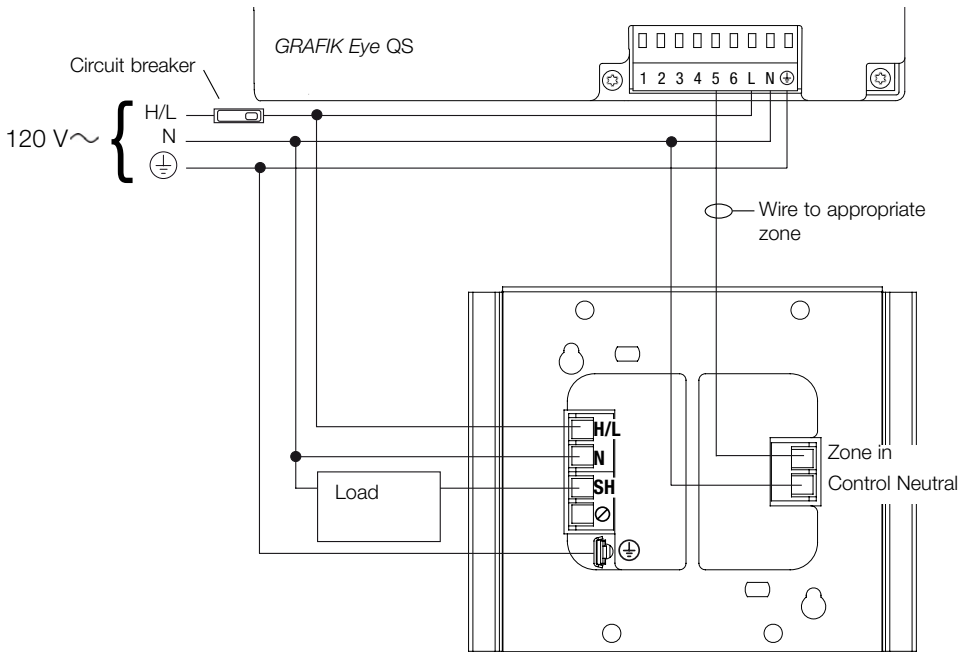 GRAFIK Eye QS
Circuit breaker
1 2 3 4 5 6 L N
H/L
120 V~
N
Wire to appropriate
zone
H/L
N
SH
Load
Zone in
Control Neutral